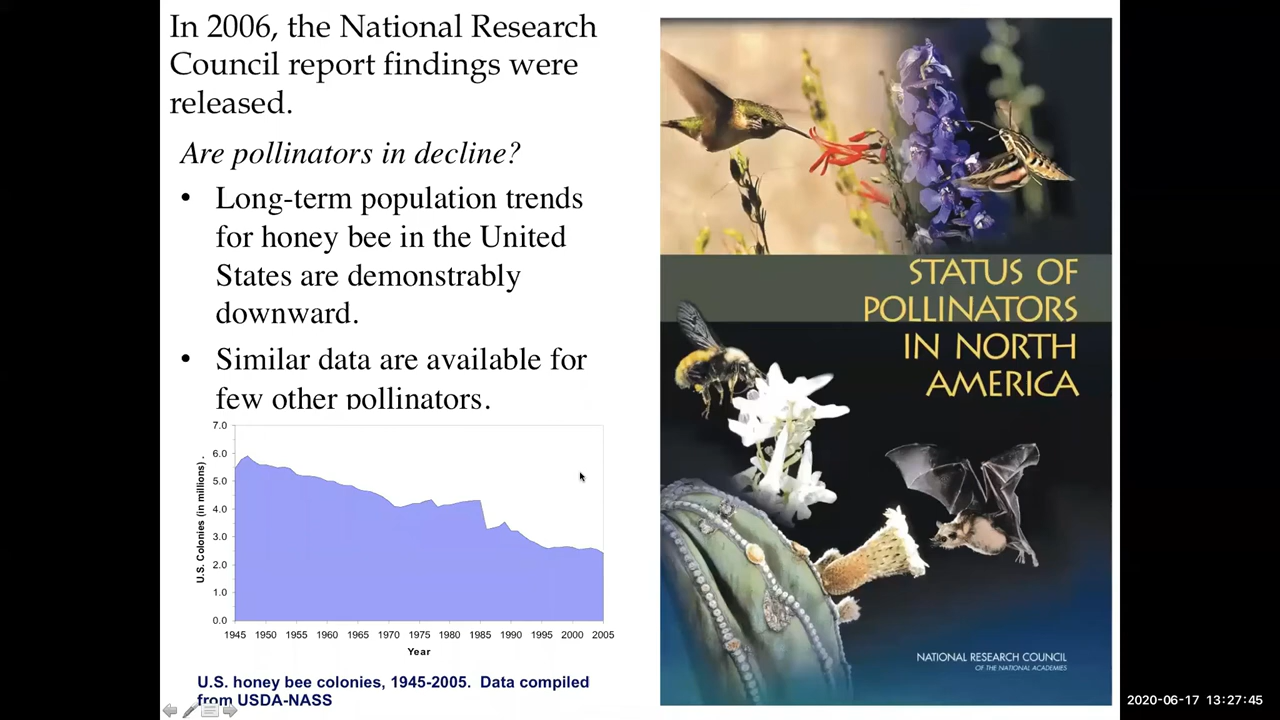 In 2006, the National Research
Council report findings were
released.
Are pollinators in decline?
• Long-term population trends
for honey bee in the United
States are demonstrably
downward.
• Similar data are available for
few other pollinators.
7.0
6.0
5.0
4.0
3.0
2.0
1.0
0.0
U.S. Colonies (in millions) .
1945 1950 1955 1960 1965 1970 1975 1980 1985 1990 1995 2000 2005
Year
U.S. honey bee colonies, 1945-2005. Data compiled
from USDA-NASS
STATUS OF
POLLINATORS
IN NORTH
AMERICA
NATIONAL RESEARCH COUNCIL
OF THE NATIONAL ACADEMIES
2020-06-17 13:27:45